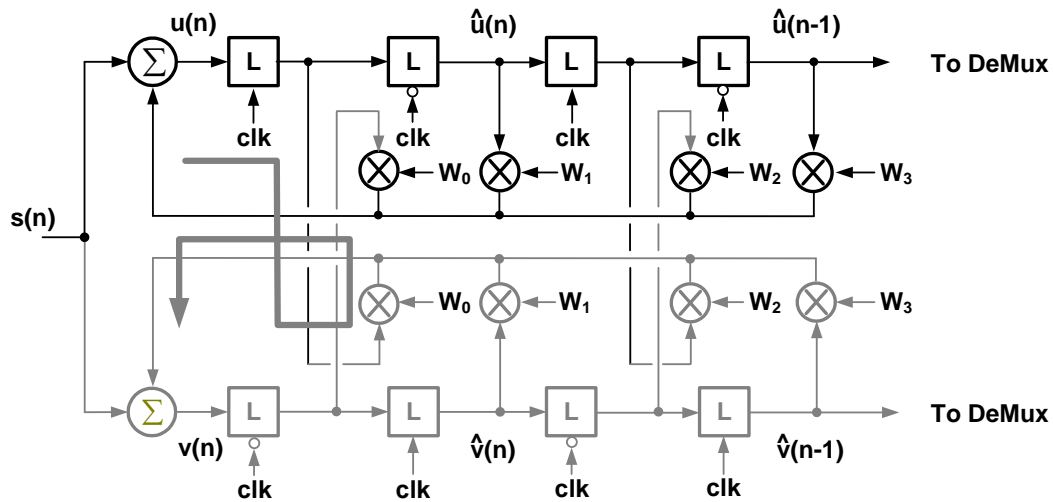 u(n) û(n) û(n-1)
Σ L L L L To DeMux
clk clk clk clk
W0 W1 W2 W3
s(n)
W0 W1 W2 W3
Σ L L L L To DeMux
v(n) v̂(n) v̂(n-1)
clk clk clk clk